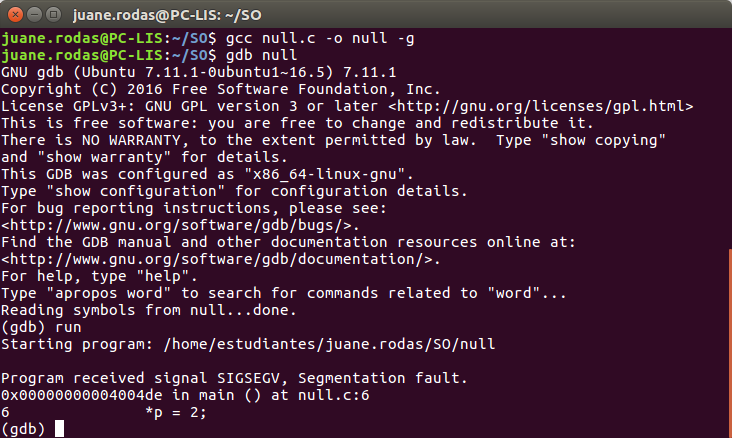 juane.rodas@PC-LIS: ~/SO
juane.rodas@PC-LIS:~/SO$ gcc null.c -o null -g
juane.rodas@PC-LIS:~/SO$ gdb null
GNU gdb (Ubuntu 7.11.1-0ubuntu1~16.5) 7.11.1
Copyright (C) 2016 Free Software Foundation, Inc.
License GPLv3+: GNU GPL version 3 or later <http://gnu.org/licenses/gpl.html>
This is free software: you are free to change and redistribute it.
There is NO WARRANTY, to the extent permitted by law.  Type "show copying"
and "show warranty" for details.
This GDB was configured as "x86_64-linux-gnu".
Type "show configuration" for configuration details.
For bug reporting instructions, please see:
<http://www.gnu.org/software/gdb/bugs/>.
Find the GDB manual and other documentation resources online at:
<http://www.gnu.org/software/gdb/documentation/>.
For help, type "help".
Type "apropos word" to search for commands related to "word"...
Reading symbols from null...done.
(gdb) run
Starting program: /home/estudiantes/juane.rodas/SO/null

Program received signal SIGSEGV, Segmentation fault.
0x00000000004004de in main () at null.c:6
6               *p = 2;
(gdb)